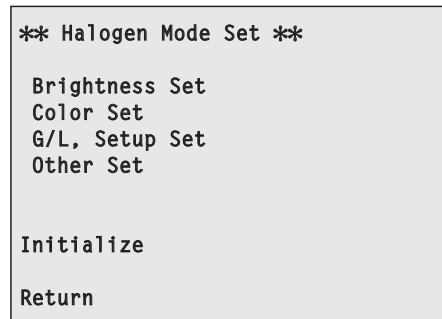 ** Halogen Mode Set **
Brightness Set
Color Set
G/L, Setup Set
Other Set
Initialize
Return